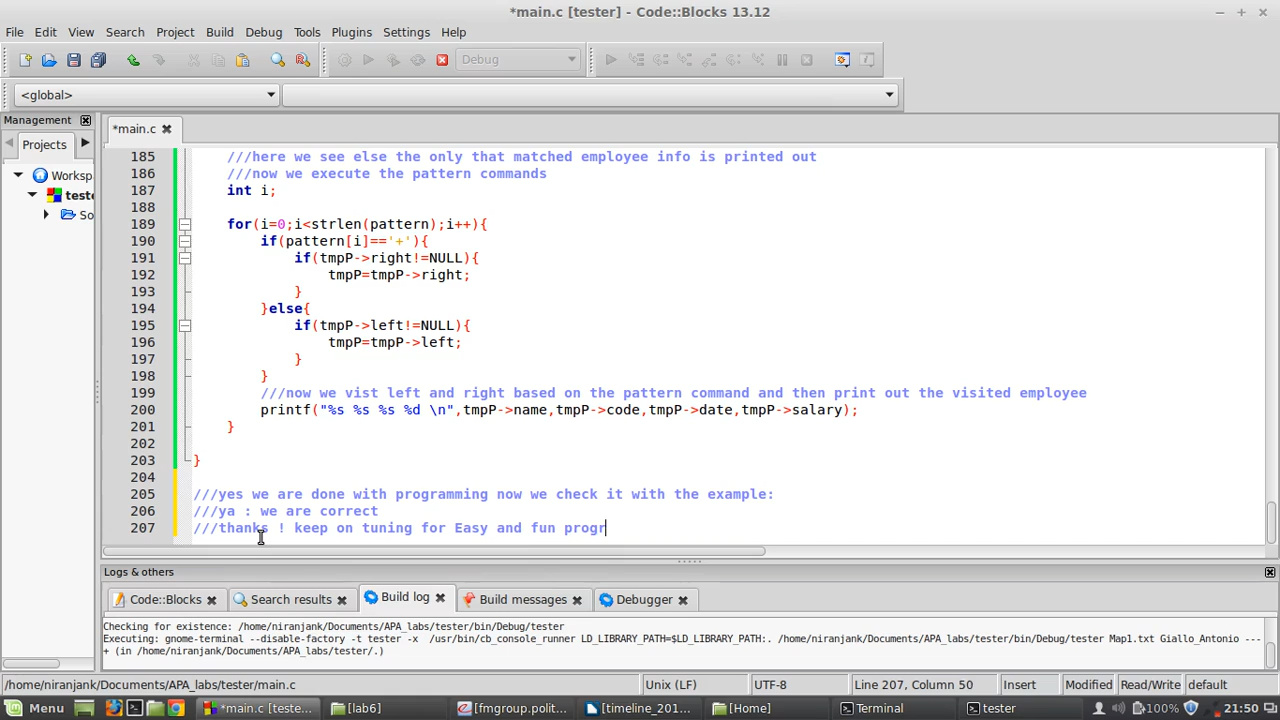 *main.c [tester] - Code::Blocks 13.12
File Edit View Search Project Build Debug Tools Plugins Settings Help
Debug
<global>
Management
*main.c
Projects
185 ///here we see else the only that matched employee info is printed out
186 ///now we execute the pattern commands
187 int i;
188
189 for(i=0;i<strlen(pattern);i++){
190 if(pattern[i]=='+'){
191 if(tmpP->right!=NULL){
192 tmpP=tmpP->right;
193 }
194 }else{
195 if(tmpP->left!=NULL){
196 tmpP=tmpP->left;
197 }
198 }
199 ///now we vist left and right based on the pattern command and then print out the visited employee
200 printf("%s %s %s %d \n",tmpP->name,tmpP->code,tmpP->date,tmpP->salary);
201 }
202
203 }
204
205 ///yes we are done with programming now we check it with the example:
206 ///ya : we are correct
207 ///thanks ! keep on tuning for Easy and fun progr
Worksp
teste
So
Logs & others
Code::Blocks Search results Build log Build messages Debugger
Checking for existence: /home/niranjank/Documents/APA_labs/tester/bin/Debug/tester
Executing: gnome-terminal --disable-factory -t tester -x /usr/bin/cb_console_runner LD_LIBRARY_PATH=$LD_LIBRARY_PATH:. /home/niranjank/Documents/APA_labs/tester/bin/Debug/tester Map1.txt Giallo_Antonio ---
+ (in /home/niranjank/Documents/APA_labs/tester/.)
/home/niranjank/Documents/APA_labs/tester/main.c Unix (LF) UTF-8 Line 207, Column 50 Insert Modified Read/Write default
Menu *main.c [teste... [lab6] [fmgroup.polit... [timeline_201... [Home] Terminal tester 100% 21:50